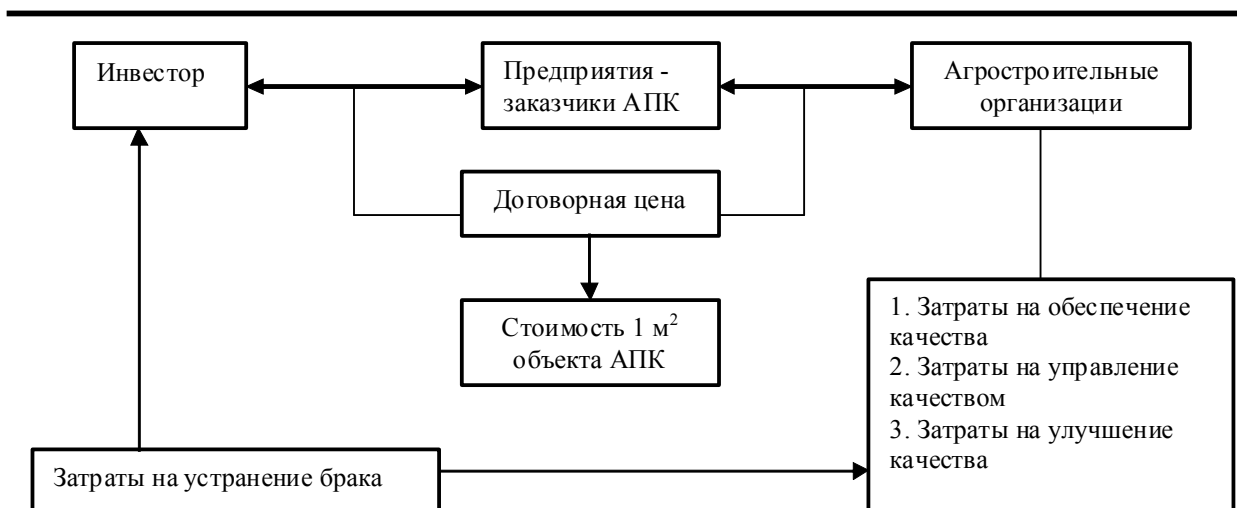 Инвестор
Предприятия -
заказчики АПК
Агростроительные
организации
Договорная цена
Стоимость 1 м²
объекта АПК
1. Затраты на обеспечение
качества
2. Затраты на управление
качеством
3. Затраты на улучшение
качества
Затраты на устранение брака